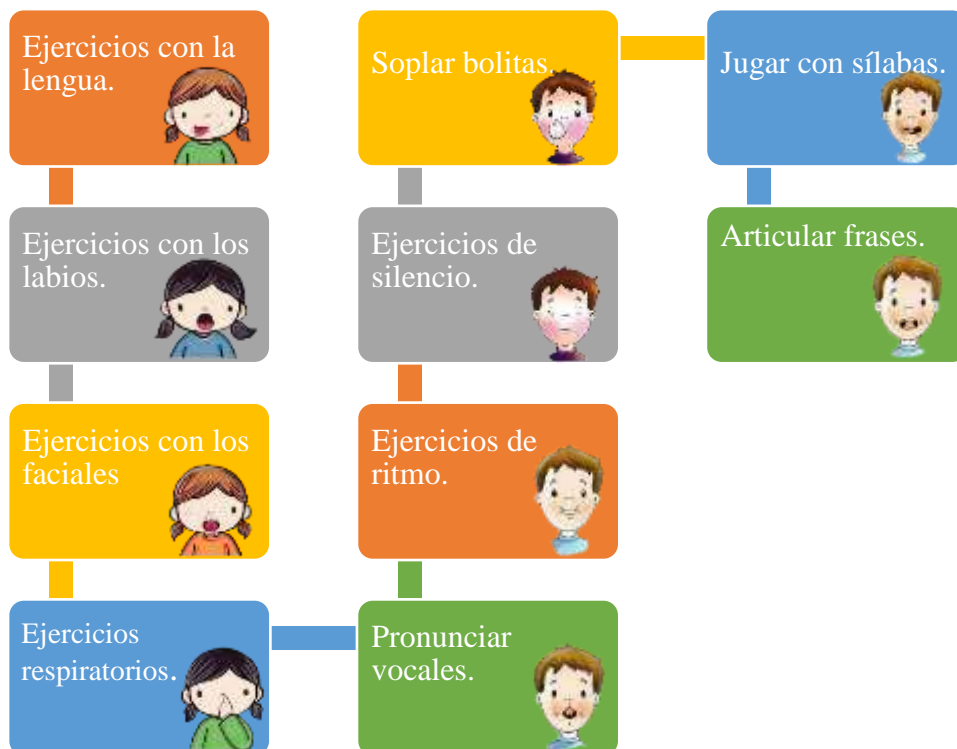 Ejercicios con la
lengua.
Ejercicios con los
labios.
Ejercicios con los
faciales
Ejercicios
respiratorios.
Pronunciar
vocales.
Ejercicios de
ritmo.
Ejercicios de
silencio.
Soplar bolitas.
Jugar con sílabas.
Articular frases.